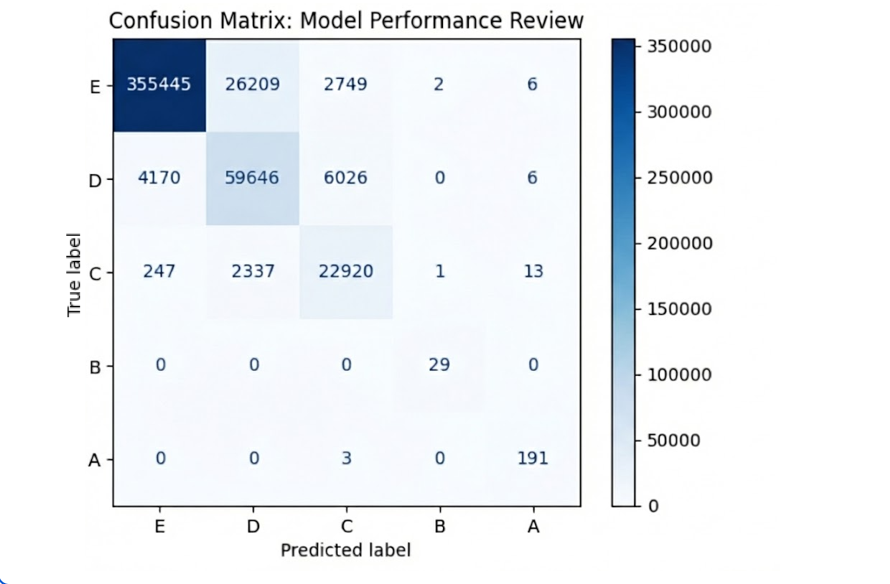 Confusion Matrix: Model Performance Review
E 355445 26209 2749 2 6
D 4170 59646 6026 0 6
C 247 2337 22920 1 13
B 0 0 0 29 0
A 0 0 3 0 191
E D C B A
Predicted label
True label
350000
300000
250000
200000
150000
100000
50000
0